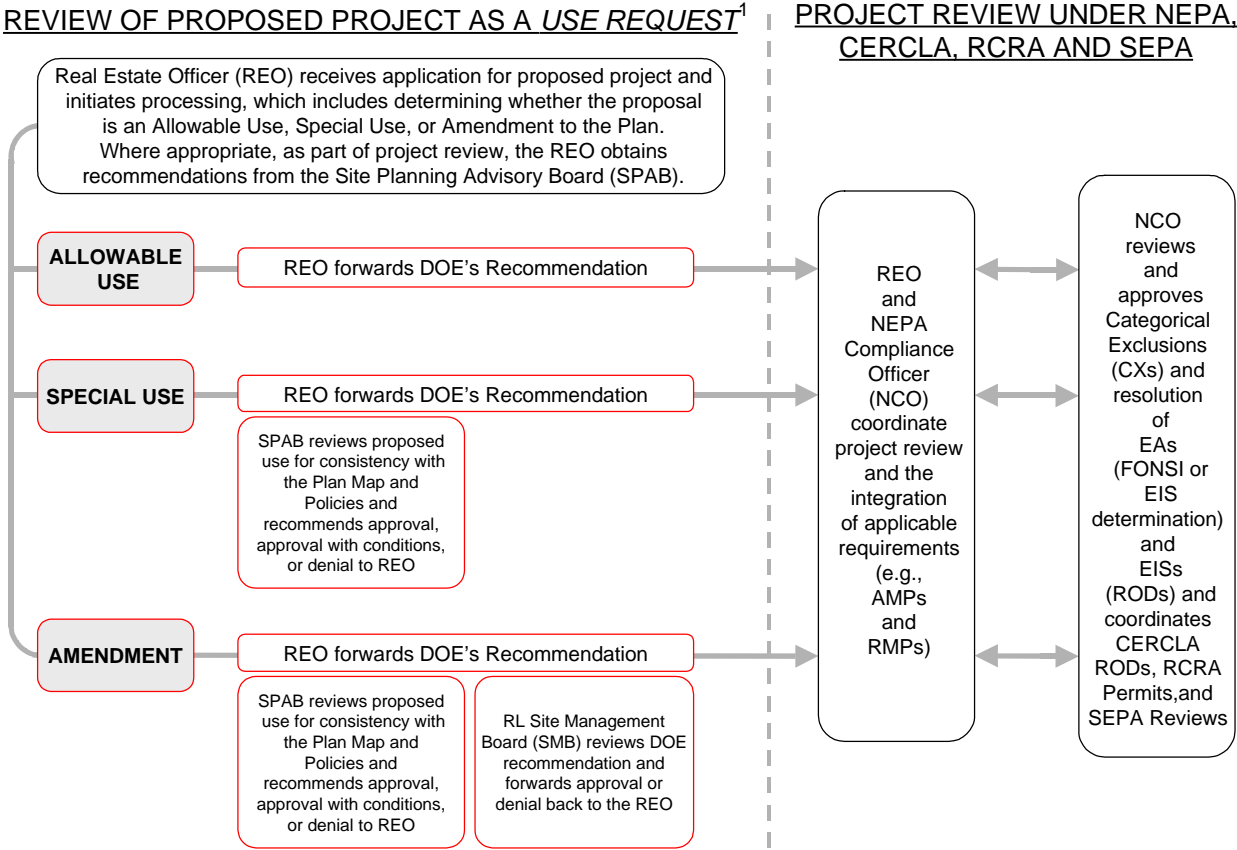 REVIEW OF PROPOSED PROJECT AS A USE REQUEST1
PROJECT REVIEW UNDER NEPA,
CERCLA, RCRA AND SEPA
Real Estate Officer (REO) receives application for proposed project and
initiates processing, which includes determining whether the proposal
is an Allowable Use, Special Use, or Amendment to the Plan.
Where appropriate, as part of project review, the REO obtains
recommendations from the Site Planning Advisory Board (SPAB).
ALLOWABLE
USE
REO forwards DOE's Recommendation
SPECIAL USE
REO forwards DOE's Recommendation
SPAB reviews proposed
use for consistency with
the Plan Map and
Policies and
recommends approval,
approval with conditions,
or denial to REO
AMENDMENT
REO forwards DOE's Recommendation
SPAB reviews proposed
use for consistency with
the Plan Map and
Policies and
recommends approval,
approval with conditions,
or denial to REO
RL Site Management
Board (SMB) reviews DOE
recommendation and
forwards approval or
denial back to the REO
REO
and
NEPA
Compliance
Officer
(NCO)
coordinate
project review
and the
integration
of applicable
requirements
(e.g.,
AMPs
and
RMPs)
NCO
reviews
and
approves
Categorical
Exclusions
(CXs) and
resolution
of
EAs
(FONSI or
EIS
determination)
and
EISs
(RODs) and
coordinates
CERCLA
RODs, RCRA
Permits,and
SEPA Reviews